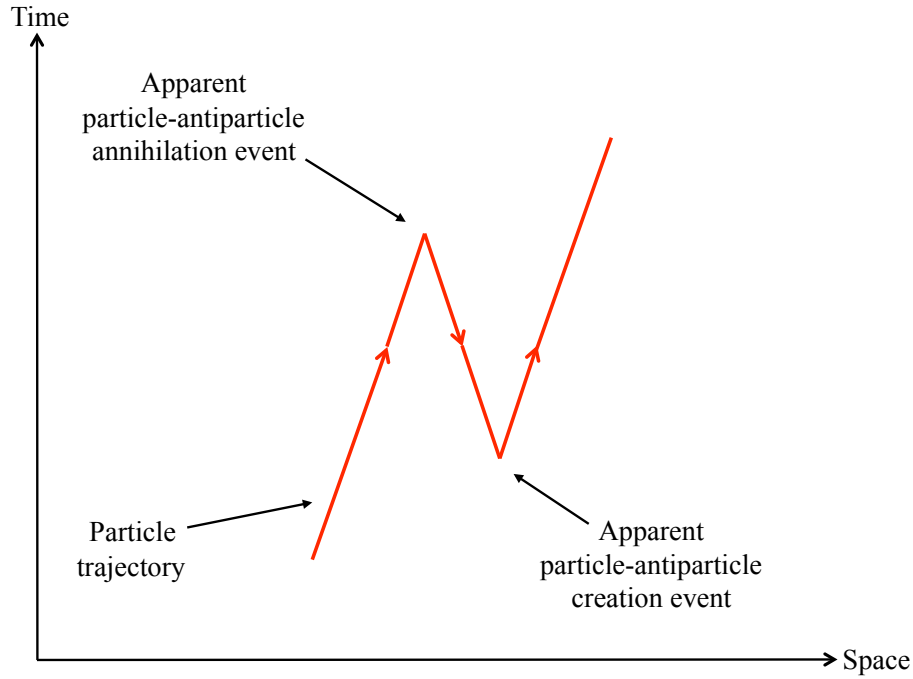 Time
Apparent
particle-antiparticle
annihilation event
Particle
trajectory
Apparent
particle-antiparticle
creation event
Space